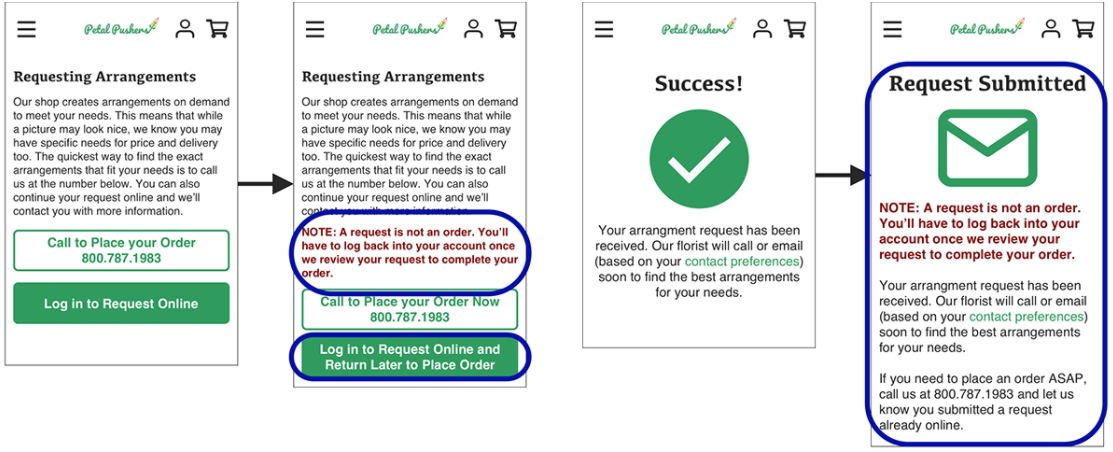 Petal Pushers
Requesting Arrangements
Our shop creates arrangements on demand
to meet your needs. This means that while
a picture may look nice, we know you may
have specific needs for price and delivery
too. The quickest way to find the exact
arrangements that fit your needs is to call
us at the number below. You can also
continue your request online and we'll
contact you with more information.
Call to Place your Order
800.787.1983
Log in to Request Online
Petal Pushers
Requesting Arrangements
Our shop creates arrangements on demand
to meet your needs. This means that while
a picture may look nice, we know you may
have specific needs for price and delivery
too. The quickest way to find the exact
arrangements that fit your needs is to call
us at the number below. You can also
continue your request online and we'll
contact you with more information.
NOTE: A request is not an order. You'll
have to log back into your account once
we review your request to complete your
order.
Call to Place your Order Now
800.787.1983
Log in to Request Online and
Return Later to Place Order
Petal Pushers
Success!
Your arrangment request has been
received. Our florist will call or email
(based on your contact preferences)
soon to find the best arrangements
for your needs.
Petal Pushers
Request Submitted
NOTE: A request is not an order.
You'll have to log back into your
account once we review your
request to complete your order.
Your arrangment request has been
received. Our florist will call or email
(based on your contact preferences)
soon to find the best arrangements
for your needs.
If you need to place an order ASAP,
call us at 800.787.1983 and let us
know you submitted a request
already online.